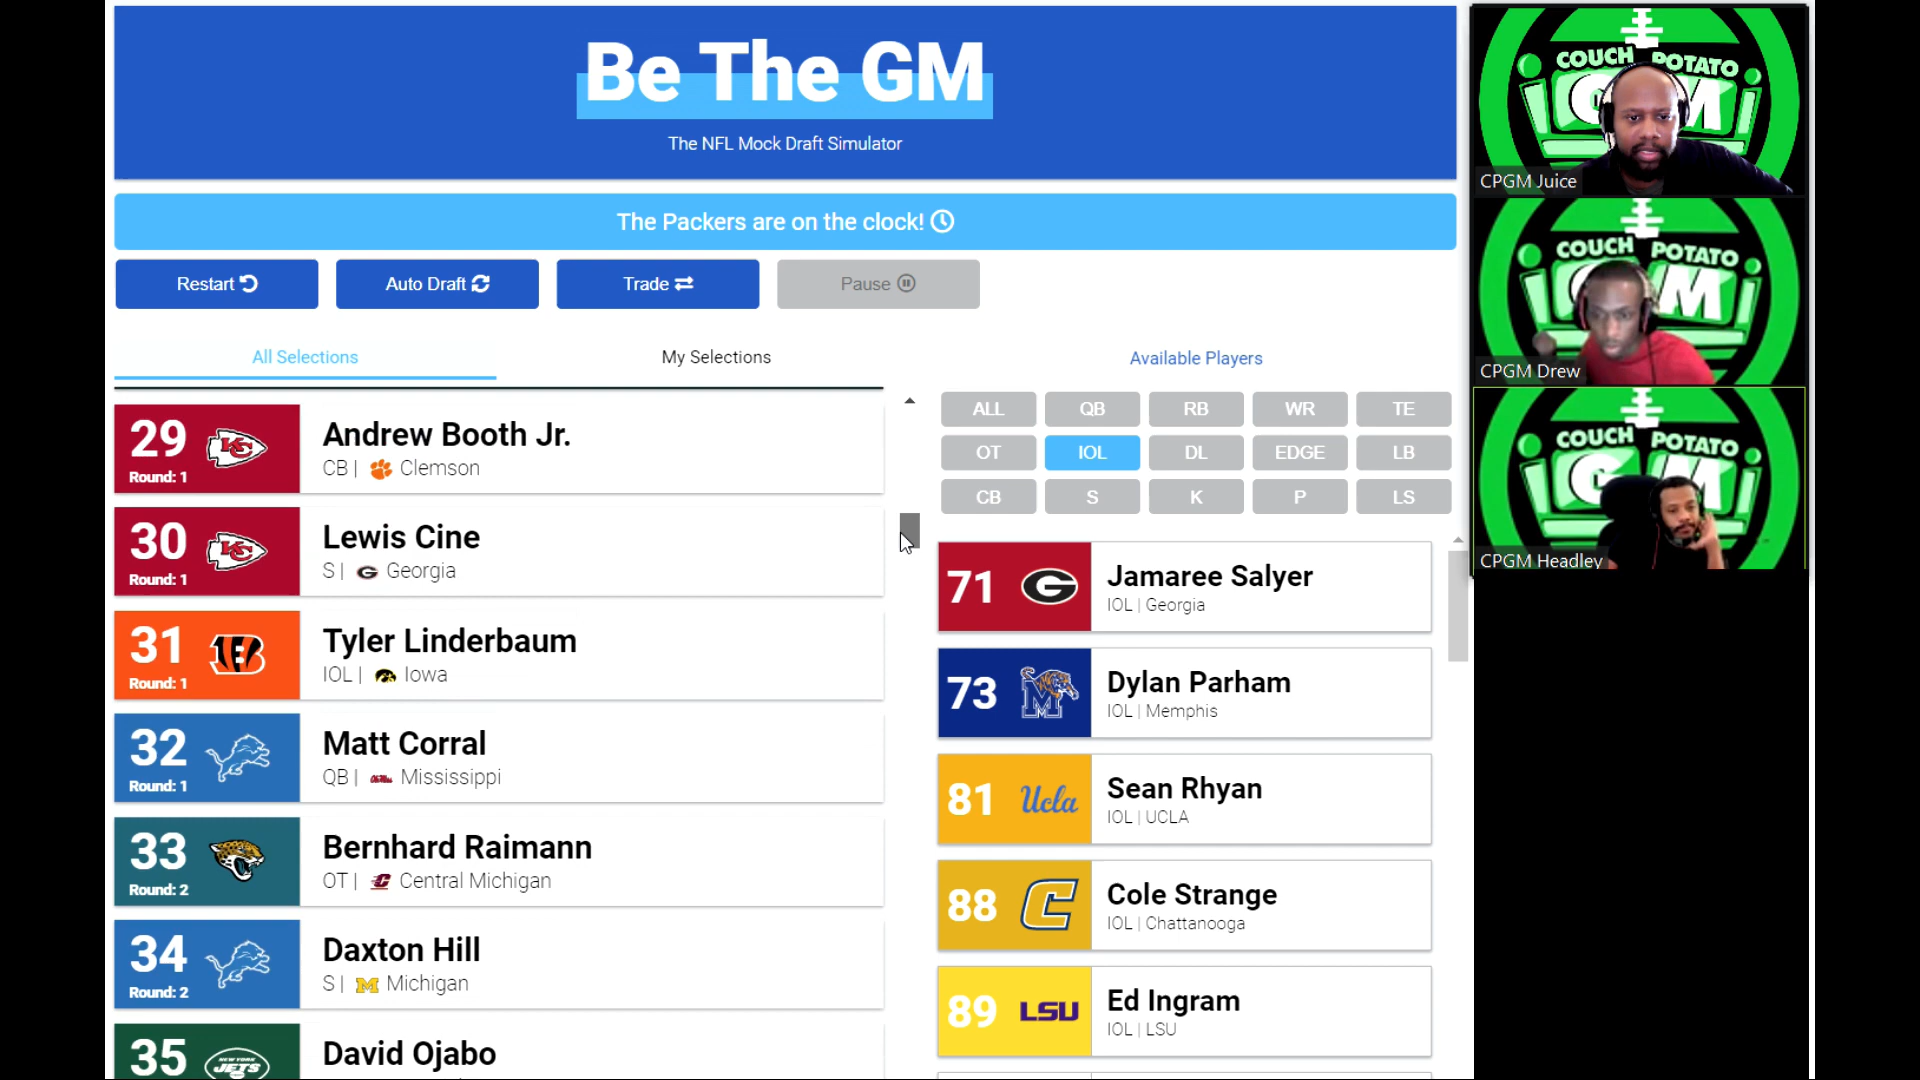 Be The GM
The NFL Mock Draft Simulator
The Packers are on the clock!
Restart
Auto Draft
Trade
Pause
All Selections
My Selections
29
Round: 1
Andrew Booth Jr.
CB | Clemson
30
Round: 1
Lewis Cine
S | Georgia
31
Round: 1
Tyler Linderbaum
IOL | Iowa
32
Round: 1
Matt Corral
QB | Mississippi
33
Round: 2
Bernhard Raimann
OT | Central Michigan
34
Round: 2
Daxton Hill
S | Michigan
35
NEW YORK
JETS
David Ojabo
Available Players
ALL QB RB WR TE
OT IOL DL EDGE LB
CB S K P LS
71
G
Jamaree Salyer
IOL | Georgia
73
M
Dylan Parham
IOL | Memphis
81
Ucla
Sean Rhyan
IOL | UCLA
88
C
Cole Strange
IOL | Chattanooga
89
LSU
Ed Ingram
IOL | LSU
COUCH POTATO
GM
CPGM Juice
COUCH POTATO
GM
CPGM Drew
COUCH POTATO
CPGM Headley